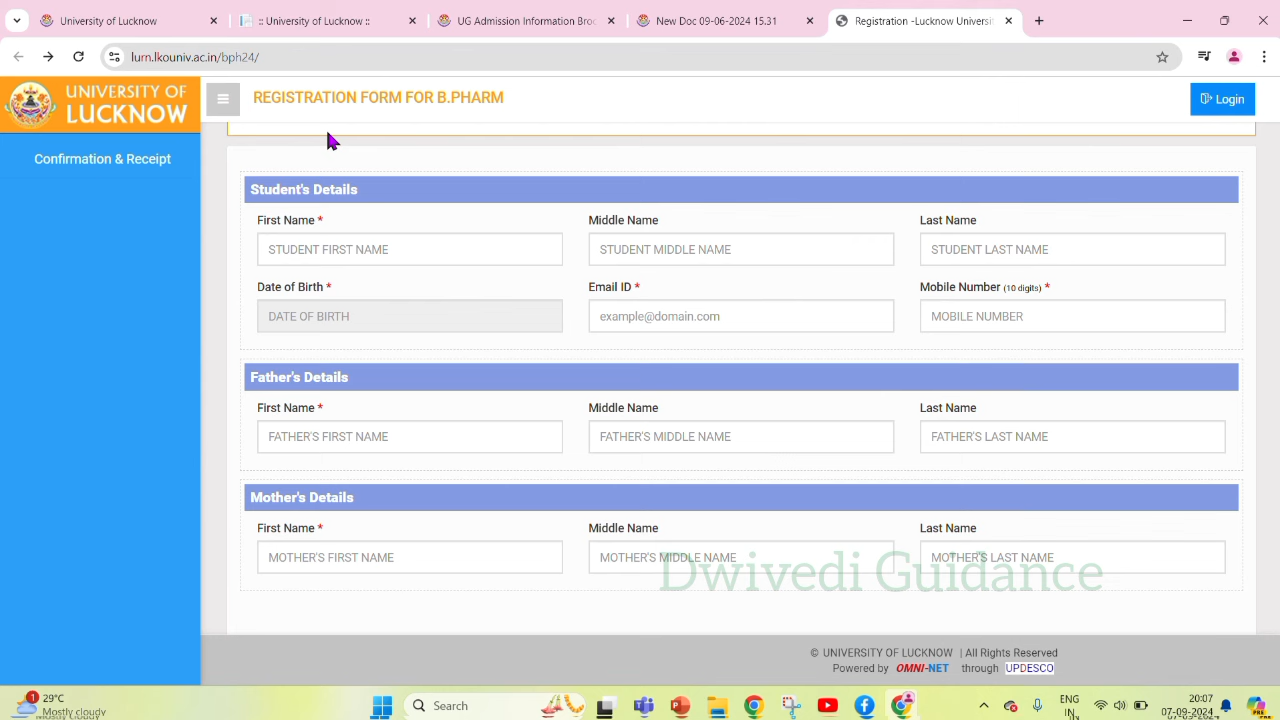 University of Lucknow
:: University of Lucknow ::
UG Admission Information Broc
New Doc 09-06-2024 15.31
Registration -Lucknow Universi
lurn.lkouniv.ac.in/bph24/
UNIVERSITY OF
LUCKNOW
REGISTRATION FORM FOR B.PHARM
Login
Confirmation & Receipt
Student's Details
First Name *
Middle Name
Last Name
STUDENT FIRST NAME
STUDENT MIDDLE NAME
STUDENT LAST NAME
Date of Birth *
Email ID *
Mobile Number (10 digits) *
DATE OF BIRTH
example@domain.com
MOBILE NUMBER
Father's Details
First Name *
Middle Name
Last Name
FATHER'S FIRST NAME
FATHER'S MIDDLE NAME
FATHER'S LAST NAME
Mother's Details
First Name *
Middle Name
Last Name
MOTHER'S FIRST NAME
MOTHER'S MIDDLE NAME
MOTHER'S LAST NAME
Dwivedi Guidance
© UNIVERSITY OF LUCKNOW | All Rights Reserved
Powered by OMNI-NET through UPDESCO
1
29°C
Mostly cloudy
Search
ENG
IN
20:07
07-09-2024